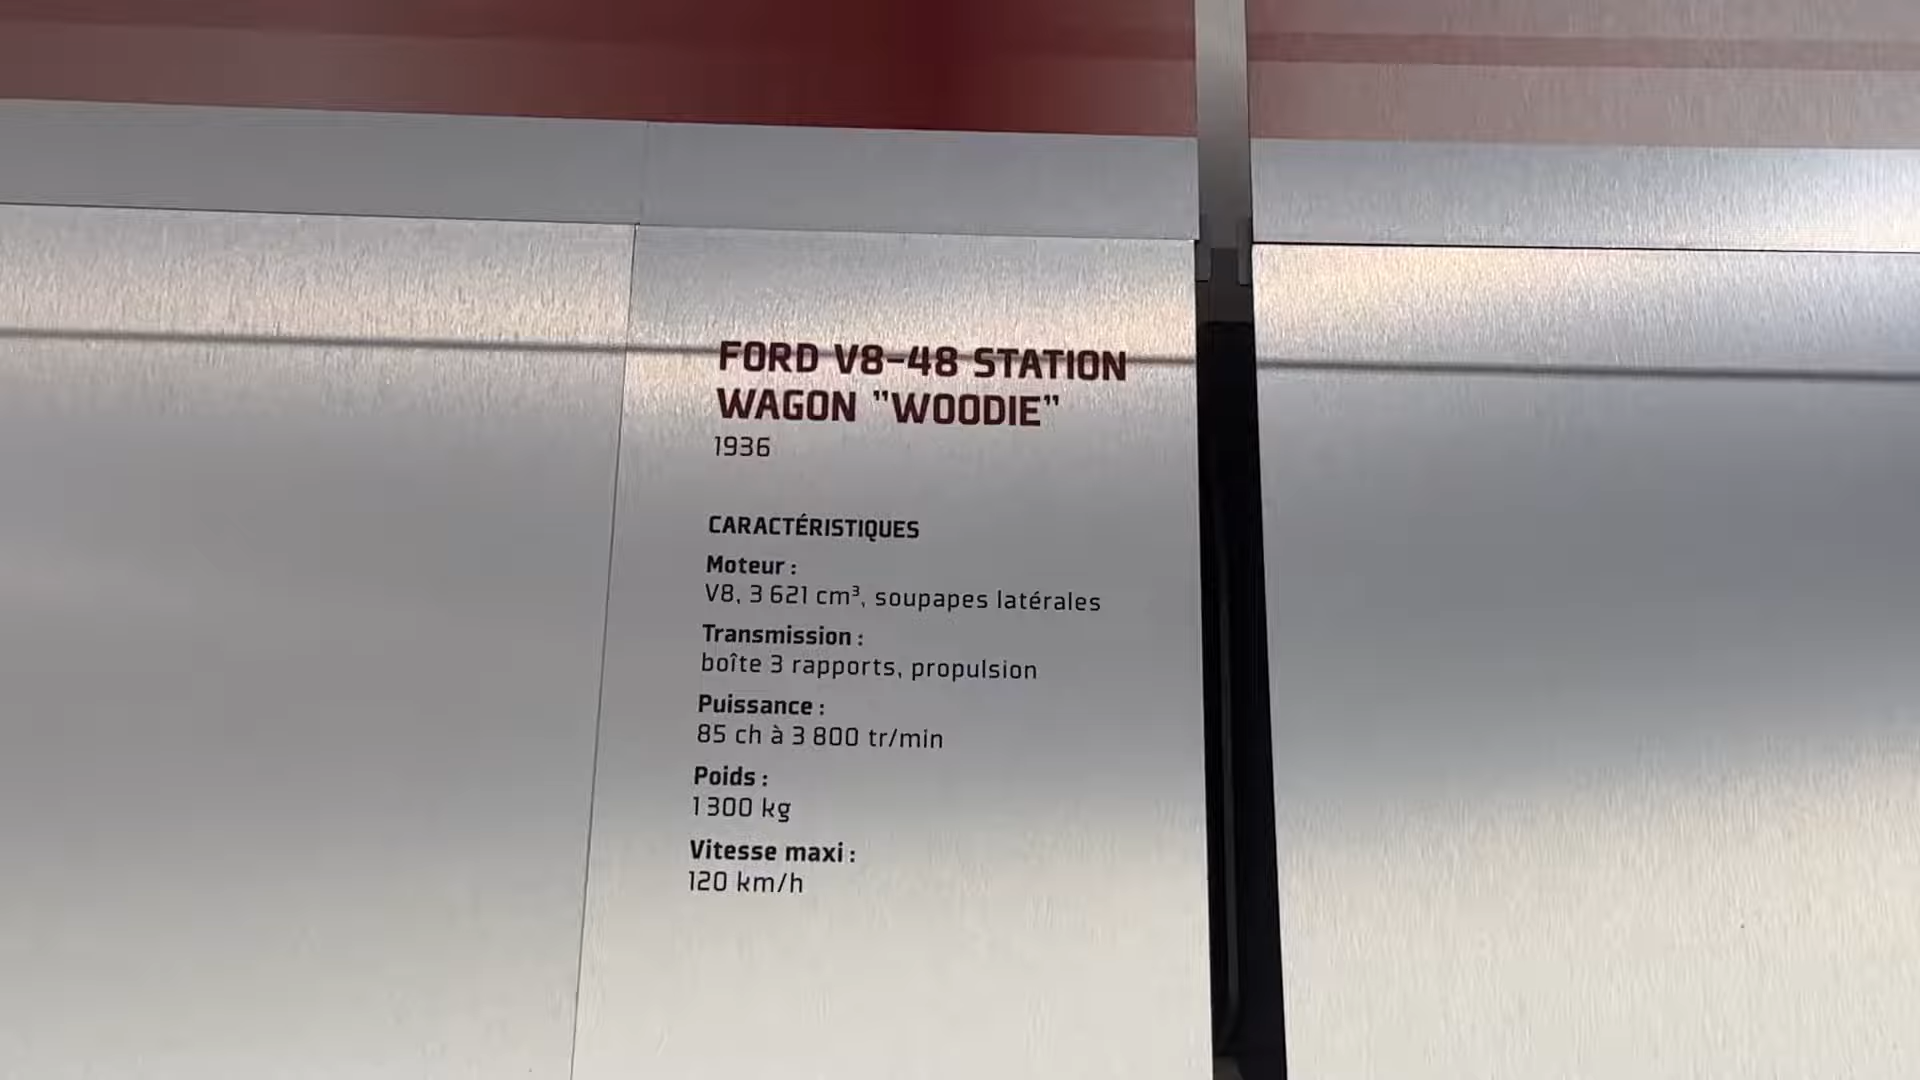 FORD V8-48 STATION
WAGON "WOODIE"
1936
CARACTÉRISTIQUES
Moteur :
V8, 3 621 cm³, soupapes latérales
Transmission :
boîte 3 rapports, propulsion
Puissance :
85 ch à 3 800 tr/min
Poids :
1 300 kg
Vitesse maxi :
120 km/h